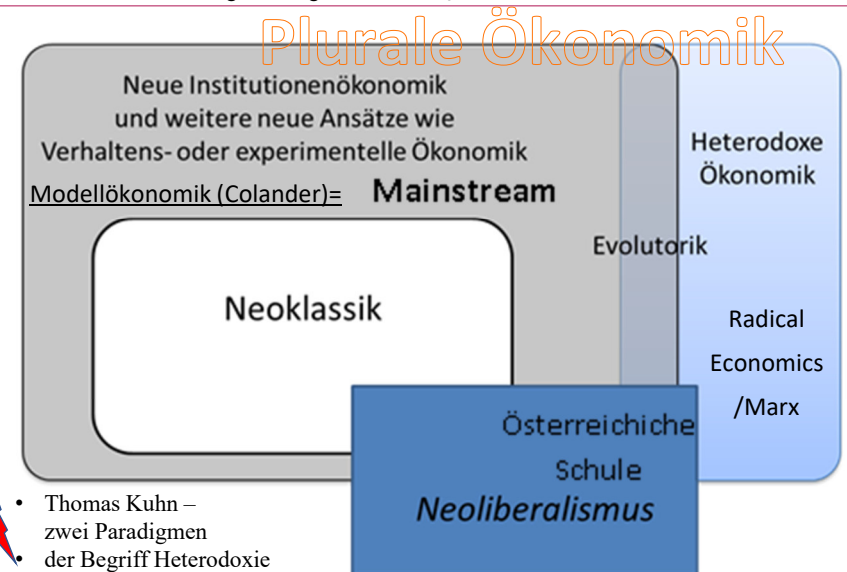 Plurale Ökonomik
Neue Institutionenökonomik
und weitere neue Ansätze wie
Verhaltens- oder experimentelle Ökonomik
Modellökonomik (Colander)= Mainstream
Heterodoxe
Ökonomik
Evolutorik
Neoklassik
Radical
Economics
/Marx
Österreichiche
Schule
Neoliberalismus
• Thomas Kuhn –
zwei Paradigmen
• der Begriff Heterodoxie